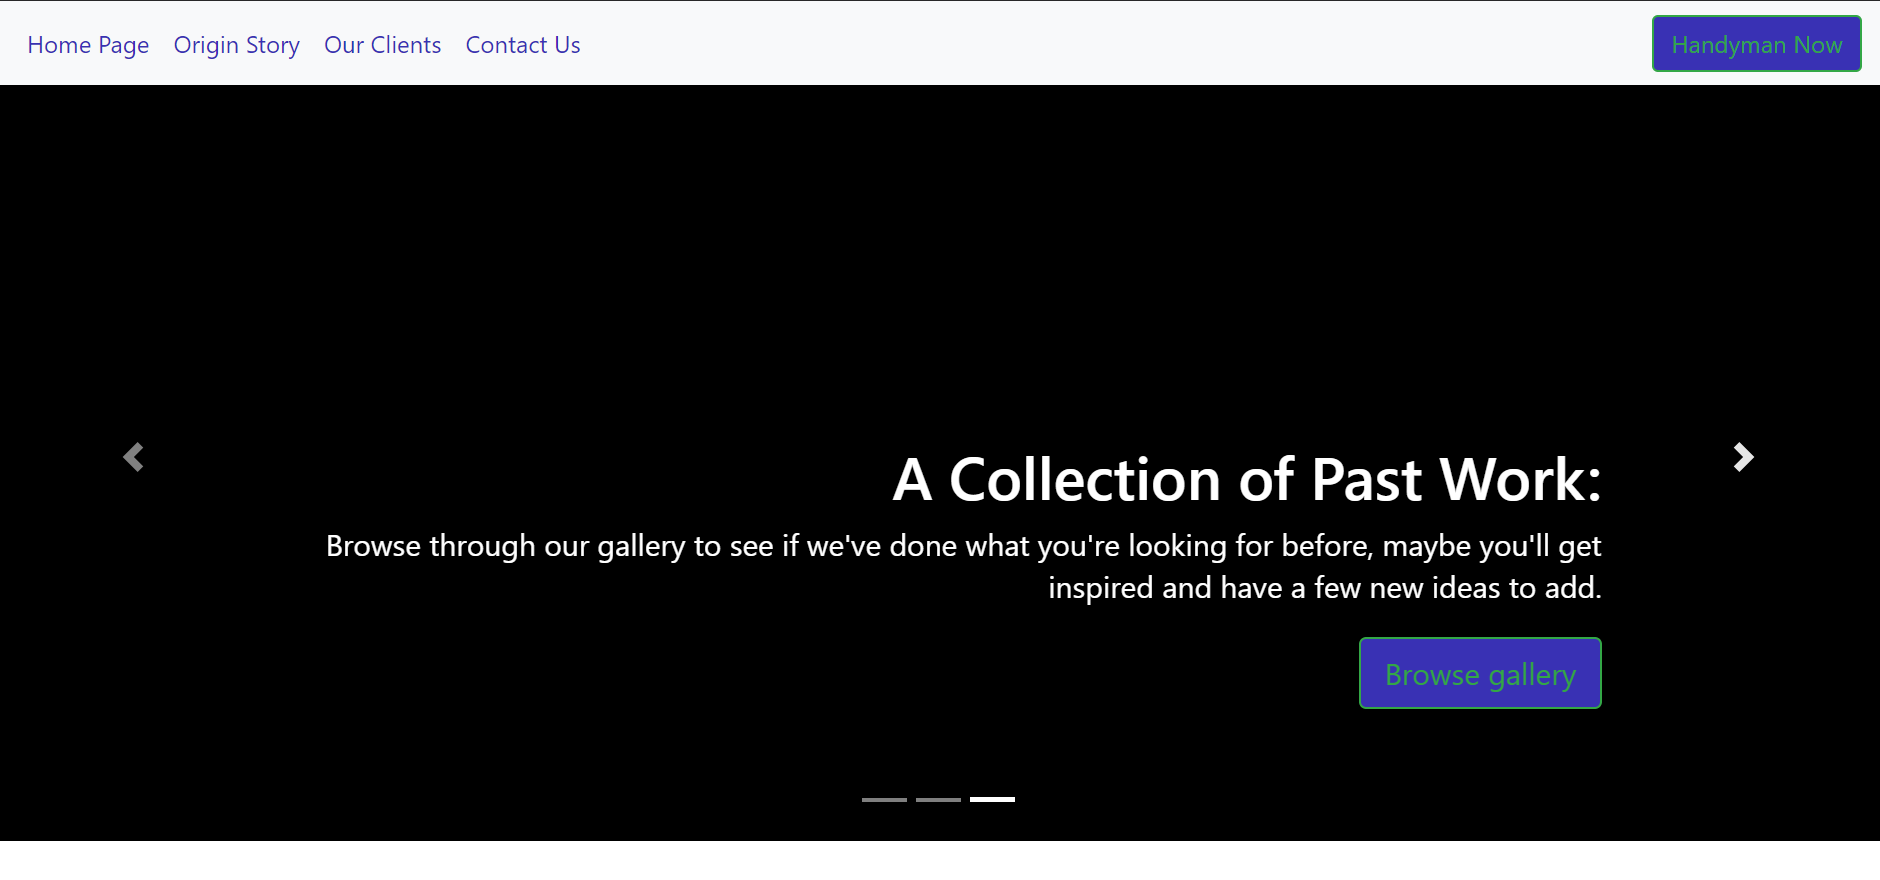 Home Page Origin Story Our Clients Contact Us Handyman Now
A Collection of Past Work:
Browse through our gallery to see if we've done what you're looking for before, maybe you'll get
inspired and have a few new ideas to add.
Browse gallery